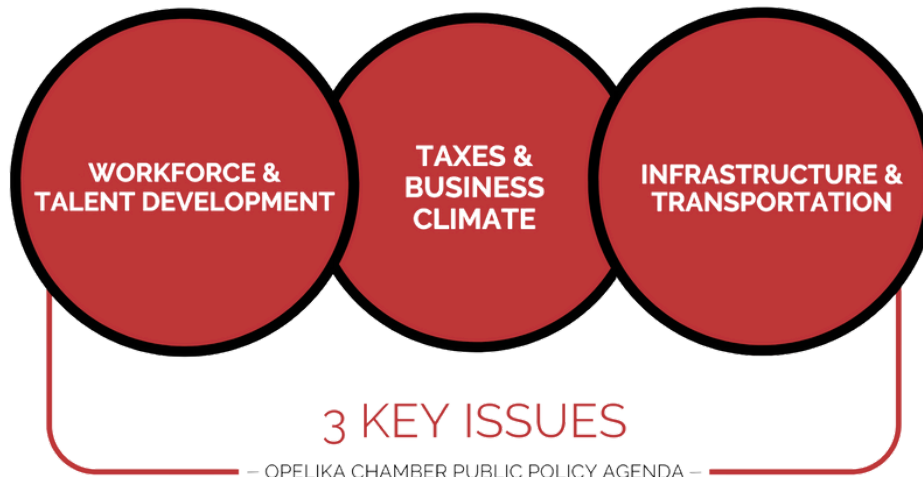 WORKFORCE &
TALENT DEVELOPMENT
TAXES &
BUSINESS
CLIMATE
INFRASTRUCTURE &
TRANSPORTATION
3 KEY ISSUES
– OPELIKA CHAMBER PUBLIC POLICY AGENDA –